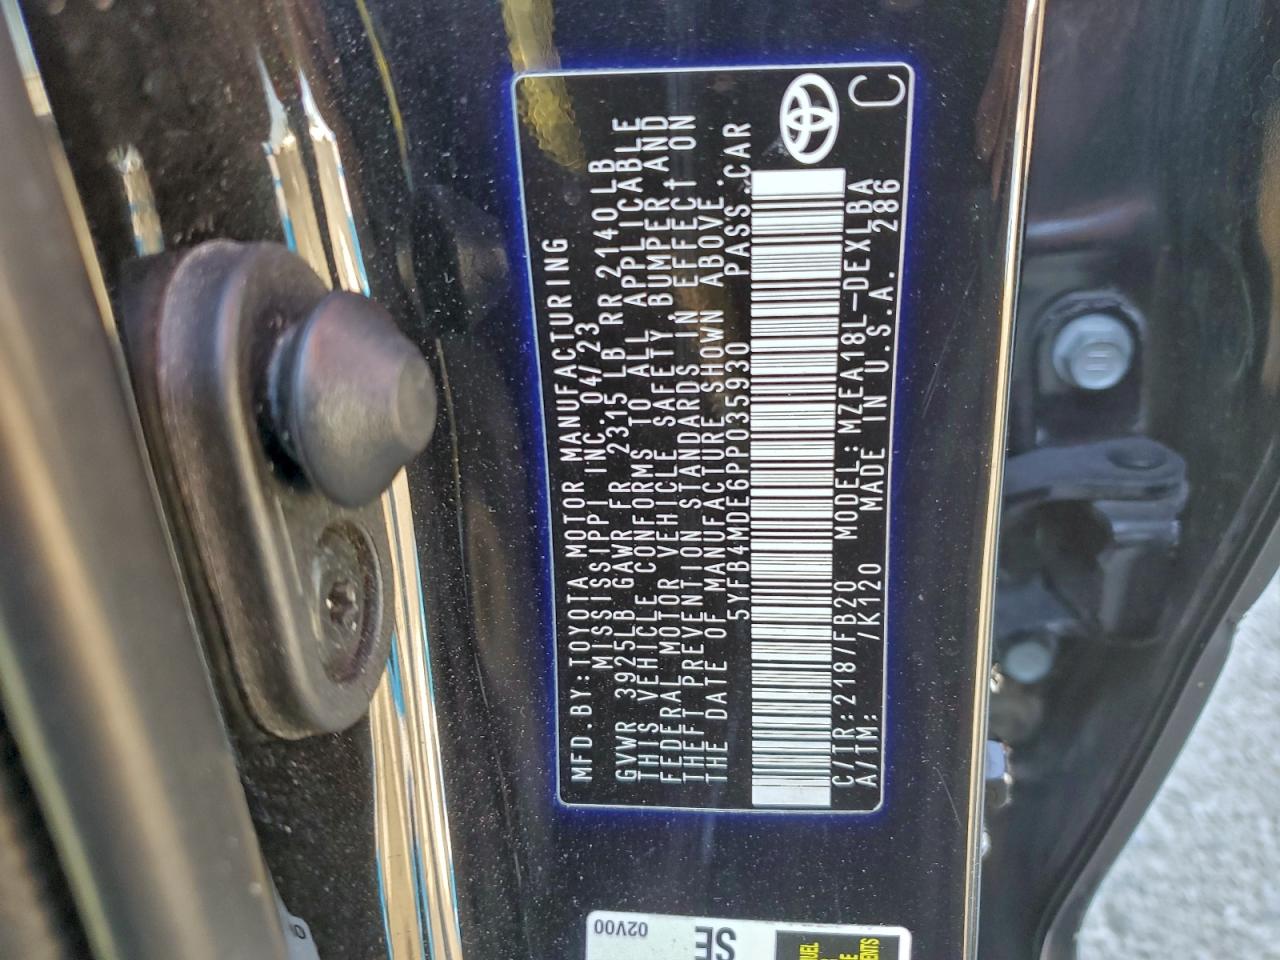 MFD. BY: TOYOTA MOTOR MANUFACTURING
MISSISSIPPI INC. 04/23
GVWR 3925LB GAWR FR 2315 LB RR 2140LB
THIS VEHICLE CONFORMS TO ALL APPLICABLE
FEDERAL MOTOR VEHICLE SAFETY, BUMPER, AND
THEFT PREVENTION STANDARDS IN EFFECT ON
THE DATE OF MANUFACTURE SHOWN ABOVE.
5YFB4MDE6PP035930 PASS. CAR
C/TR: 218/FB20 MODEL: MZEA18L-DEXLBA
A/TM: /K120 MADE IN U.S.A. 286
C
02V00
SE